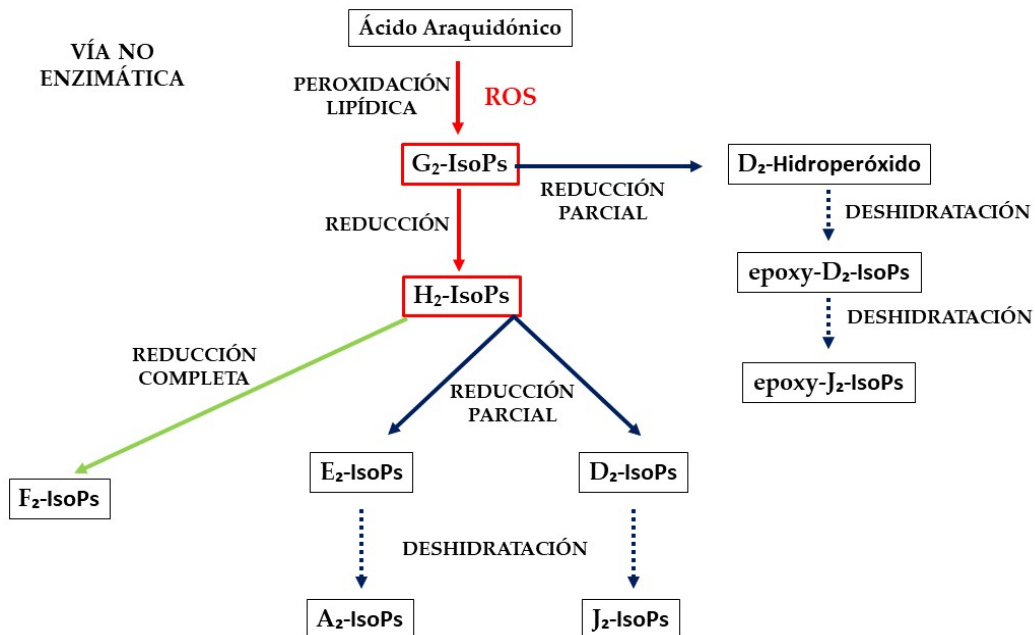 Ácido Araquidónico
VÍA NO
ENZIMÁTICA
PEROXIDACIÓN
LIPÍDICA
ROS
G₂-IsoPs
D₂-Hidroperóxido
REDUCCIÓN
PARCIAL
DESHIDRATACIÓN
REDUCCIÓN
epoxy-D₂-IsoPs
H₂-IsoPs
DESHIDRATACIÓN
REDUCCIÓN
COMPLETA
epoxy-J₂-IsoPs
REDUCCIÓN
PARCIAL
E₂-IsoPs
D₂-IsoPs
F₂-IsoPs
DESHIDRATACIÓN
A₂-IsoPs
J₂-IsoPs